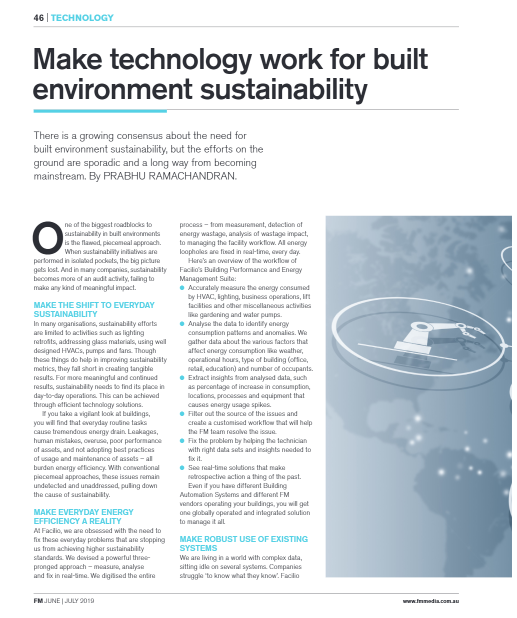 46 | TECHNOLOGY
Make technology work for built
environment sustainability
There is a growing consensus about the need for
built environment sustainability, but the efforts on the
ground are sporadic and a long way from becoming
mainstream. By PRABHU RAMACHANDRAN.
One of the biggest roadblocks to
sustainability in built environments
is the flawed, piecemeal approach.
When sustainability initiatives are
performed in isolated pockets, the big picture
gets lost. And in many companies, sustainability
becomes more of an audit activity, failing to
make any kind of meaningful impact.
MAKE THE SHIFT TO EVERYDAY
SUSTAINABILITY
In many organisations, sustainability efforts
are limited to activities such as lighting
retrofits, addressing glass materials, using well
designed HVACs, pumps and fans. Though
these things do help in improving sustainability
metrics, they fall short in creating tangible
results. For more meaningful and continued
results, sustainability needs to find its place in
day-to-day operations. This can be achieved
through efficient technology solutions.
If you take a vigilant look at buildings,
you will find that everyday routine tasks
cause tremendous energy drain. Leakages,
human mistakes, overuse, poor performance
of assets, and not adopting best practices
of usage and maintenance of assets – all
burden energy efficiency. With conventional
piecemeal approaches, these issues remain
undetected and unaddressed, pulling down
the cause of sustainability.
MAKE EVERYDAY ENERGY
EFFICIENCY A REALITY
At Facilio, we are obsessed with the need to
fix these everyday problems that are stopping
us from achieving higher sustainability
standards. We devised a powerful three-
pronged approach – measure, analyse
and fix in real-time. We digitised the entire
process – from measurement, detection of
energy wastage, analysis of wastage impact,
to managing the facility workflow. All energy
loopholes are fixed in real-time, every day.
Here's an overview of the workflow of
Facilio's Building Performance and Energy
Management Suite:
● Accurately measure the energy consumed
by HVAC, lighting, business operations, lift
facilities and other miscellaneous activities
like gardening and water pumps.
● Analyse the data to identify energy
consumption patterns and anomalies. We
gather data about the various factors that
affect energy consumption like weather,
operational hours, type of building (office,
retail, education) and number of occupants.
● Extract insights from analysed data, such
as percentage of increase in consumption,
locations, processes and equipment that
causes energy usage spikes.
● Filter out the source of the issues and
create a customised workflow that will help
the FM team resolve the issue.
● Fix the problem by helping the technician
with right data sets and insights needed to
fix it.
● See real-time solutions that make
retrospective action a thing of the past.
Even if you have different Building
Automation Systems and different FM
vendors operating your buildings, you will get
one globally operated and integrated solution
to manage it all.
MAKE ROBUST USE OF EXISTING
SYSTEMS
We are living in a world with complex data,
sitting idle on several systems. Companies
struggle 'to know what they know'. Facilio
FM JUNE | JULY 2019
www.fmmedia.com.au